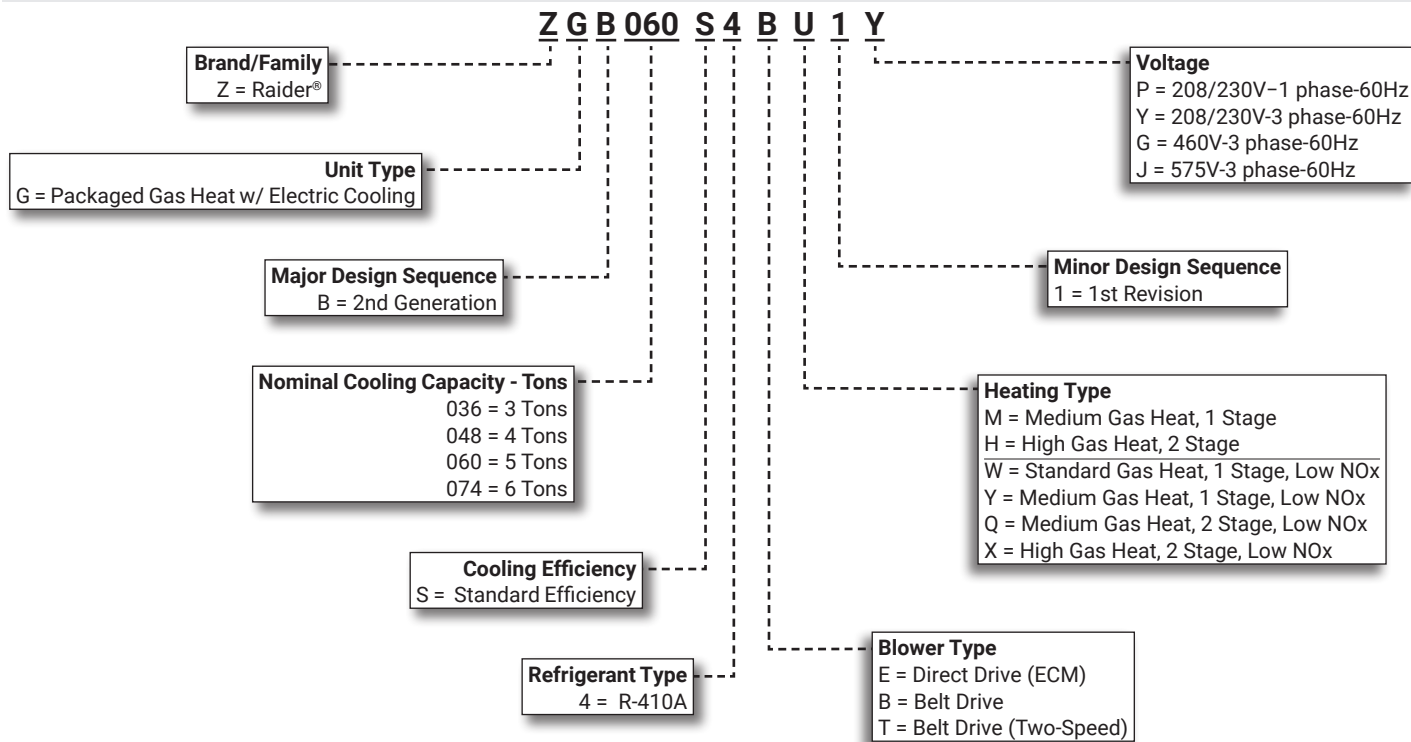 Z G B 060 S 4 B U 1 Y
Brand/Family
Z = Raider®
Voltage
P = 208/230V–1 phase-60Hz
Y = 208/230V-3 phase-60Hz
G = 460V-3 phase-60Hz
J = 575V-3 phase-60Hz
Unit Type
G = Packaged Gas Heat w/ Electric Cooling
Major Design Sequence
B = 2nd Generation
Minor Design Sequence
1 = 1st Revision
Nominal Cooling Capacity - Tons
036 = 3 Tons
048 = 4 Tons
060 = 5 Tons
074 = 6 Tons
Heating Type
M = Medium Gas Heat, 1 Stage
H = High Gas Heat, 2 Stage
W = Standard Gas Heat, 1 Stage, Low NOx
Y = Medium Gas Heat, 1 Stage, Low NOx
Q = Medium Gas Heat, 2 Stage, Low NOx
X = High Gas Heat, 2 Stage, Low NOx
Cooling Efficiency
S = Standard Efficiency
Refrigerant Type
4 = R-410A
Blower Type
E = Direct Drive (ECM)
B = Belt Drive
T = Belt Drive (Two-Speed)